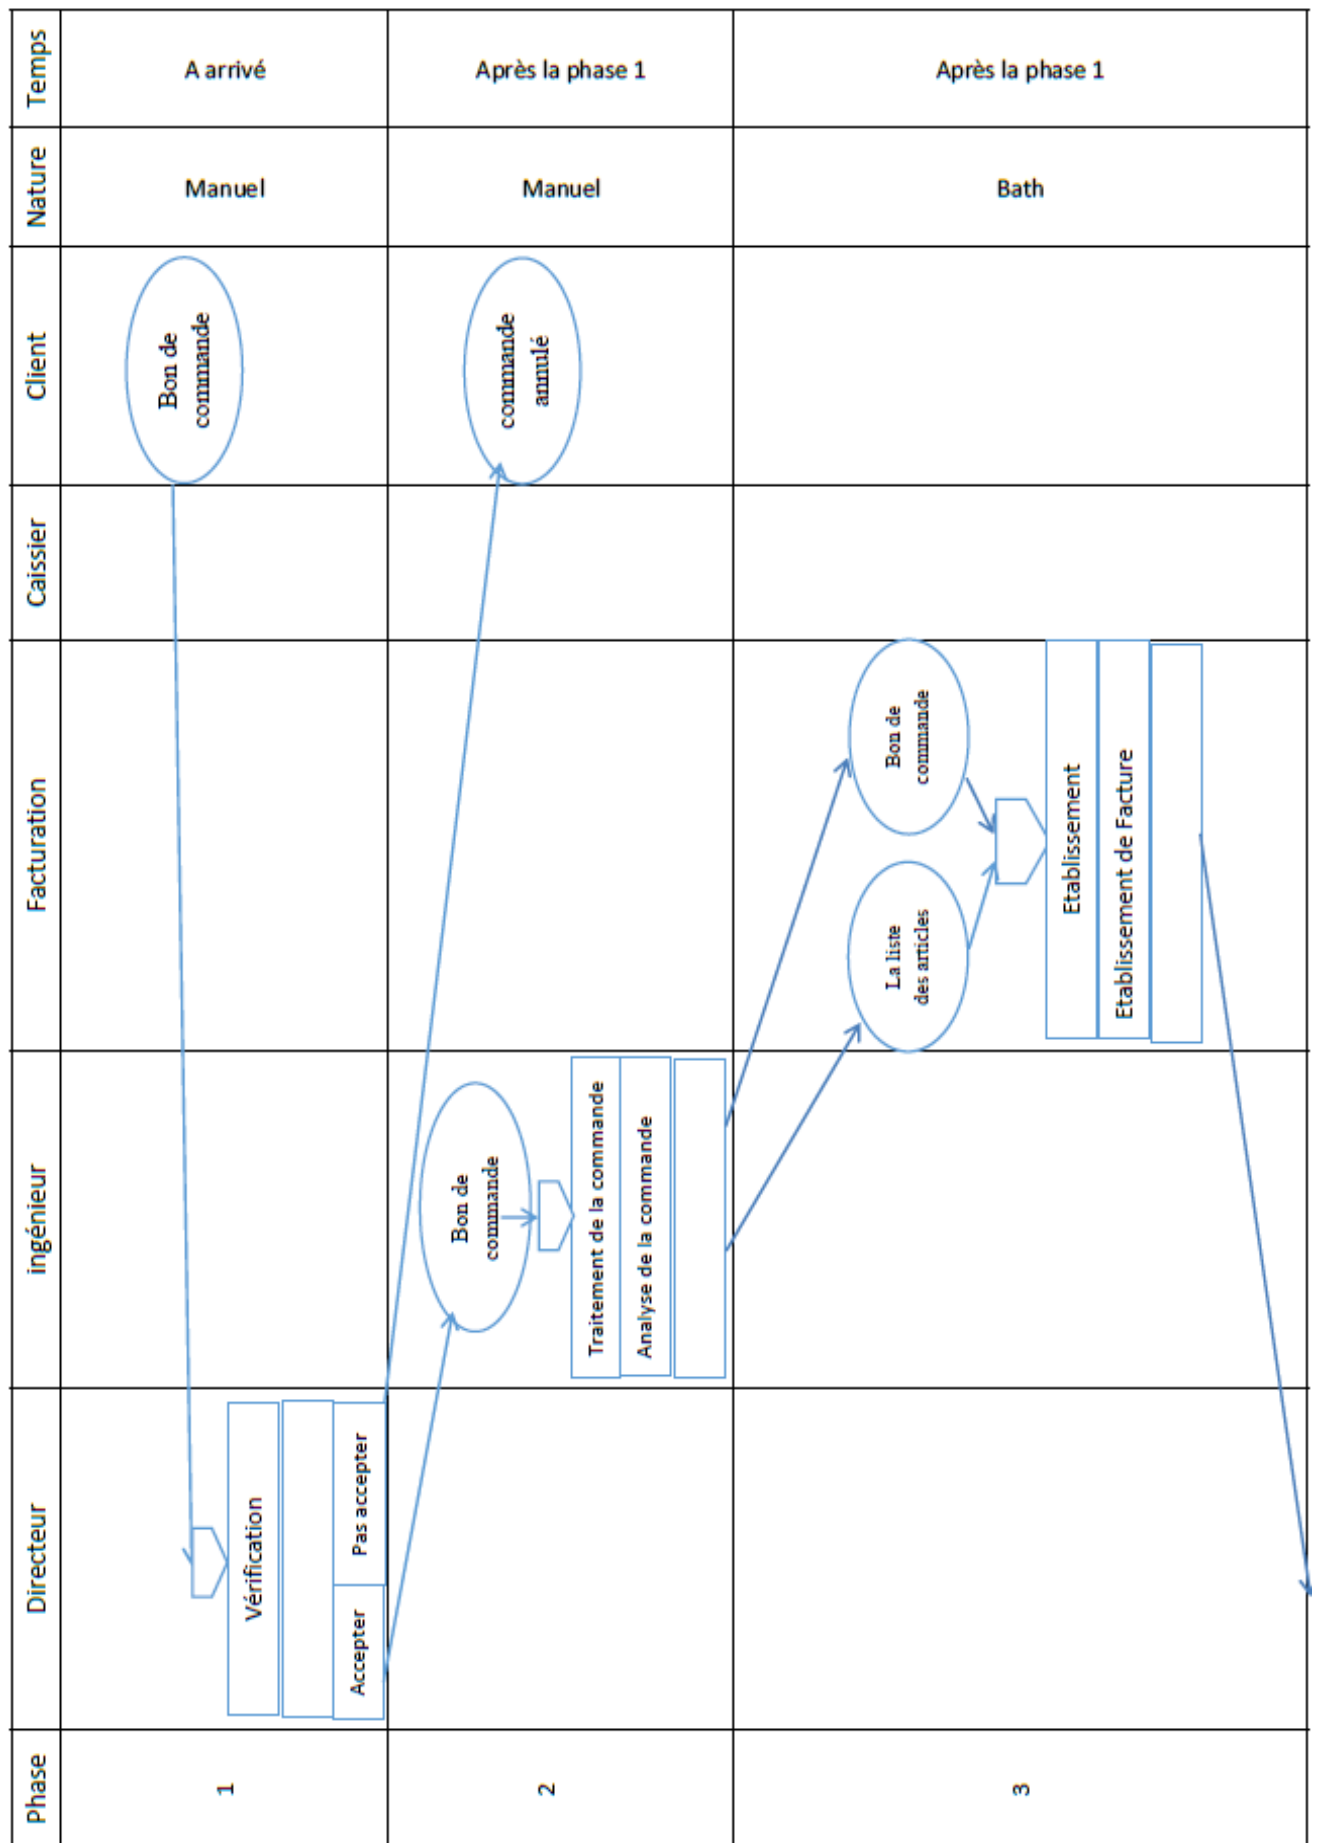 Phase
Directeur
ingénieur
Facturation
Caissier
Client
Nature
Temps
1
Vérification
Accepter
Pas accepter
Bon de
commande
Manuel
A arrivé
2
Bon de
commande
Traitement de la commande
Analyse de la commande
commande
annulé
Manuel
Après la phase 1
3
La liste
des articles
Bon de
commande
Etablissement
Etablissement de Facture
Bath
Après la phase 1